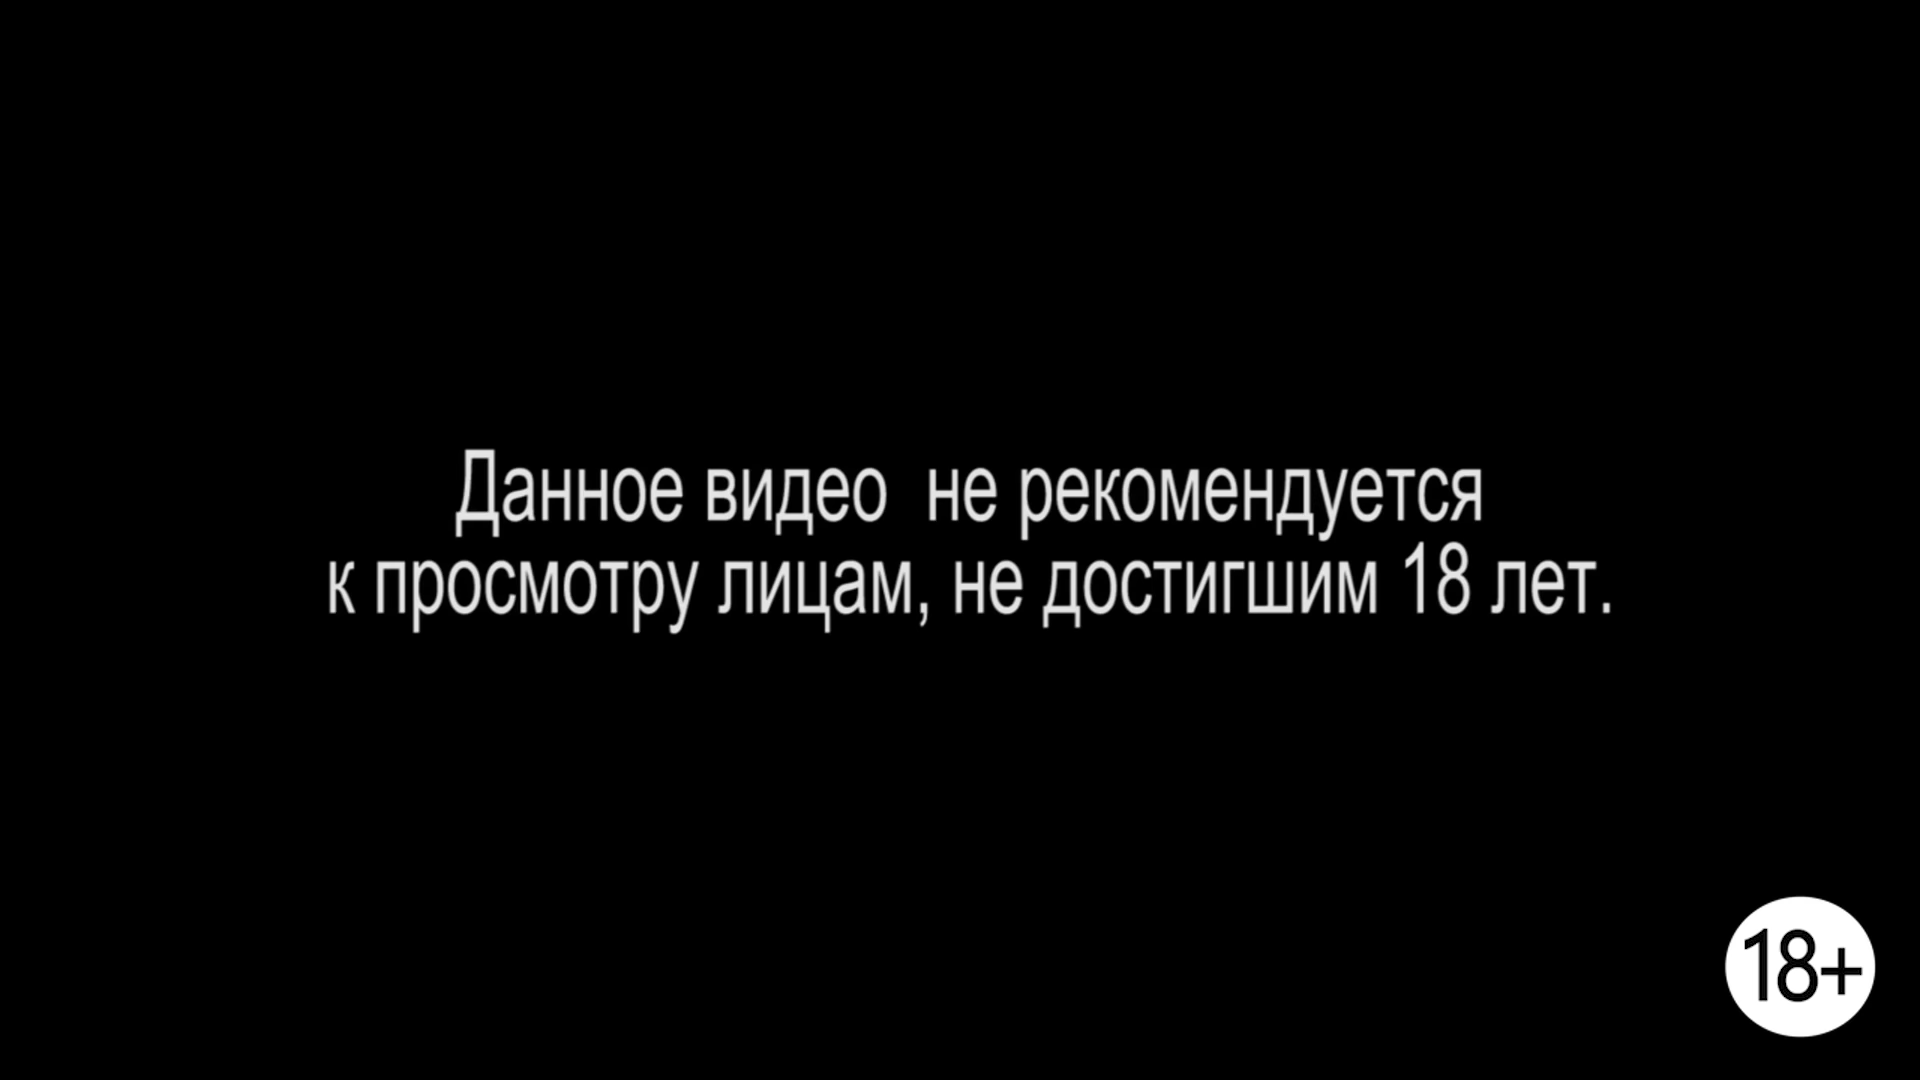 Данное видео  не рекомендуется
к просмотру лицам, не достигшим 18 лет.
18+